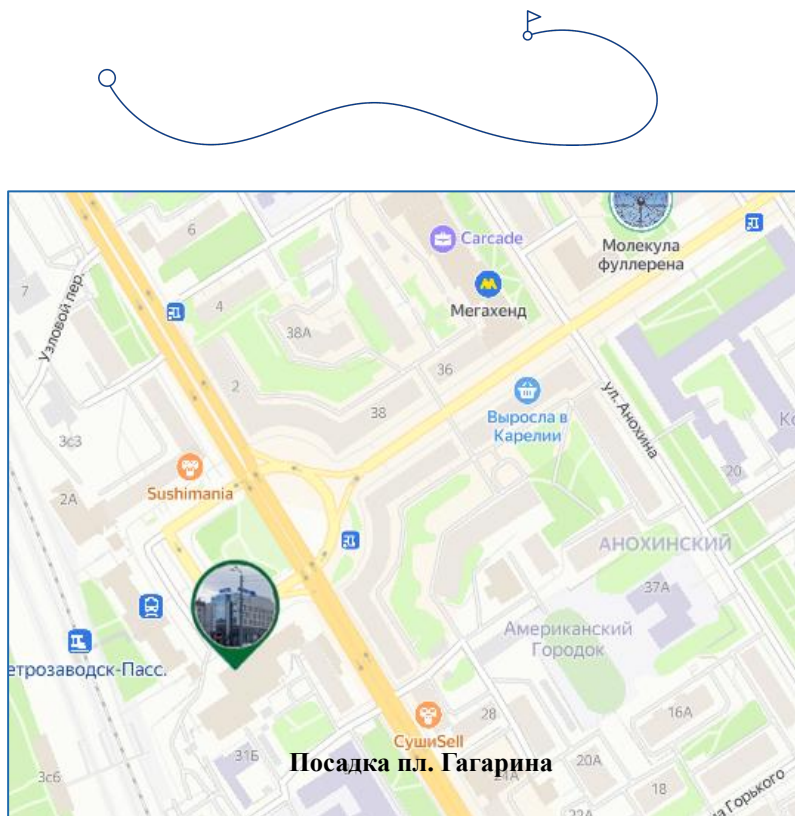 6
Carcade
Молекула
фуллерена
7
Узловой пер.
4
Мегахенд
38А
36
2
38
Выросла в
Карелии
ул. Анохина
3с3
20
Sushimania
2А
АНОХИНСКИЙ
37А
Американский
Городок
етрозаводск-Пасс.
28
16А
СушиSell
31Б
Посадка пл. Гагарина
20А
3с6
24А
18
22А
а Горького